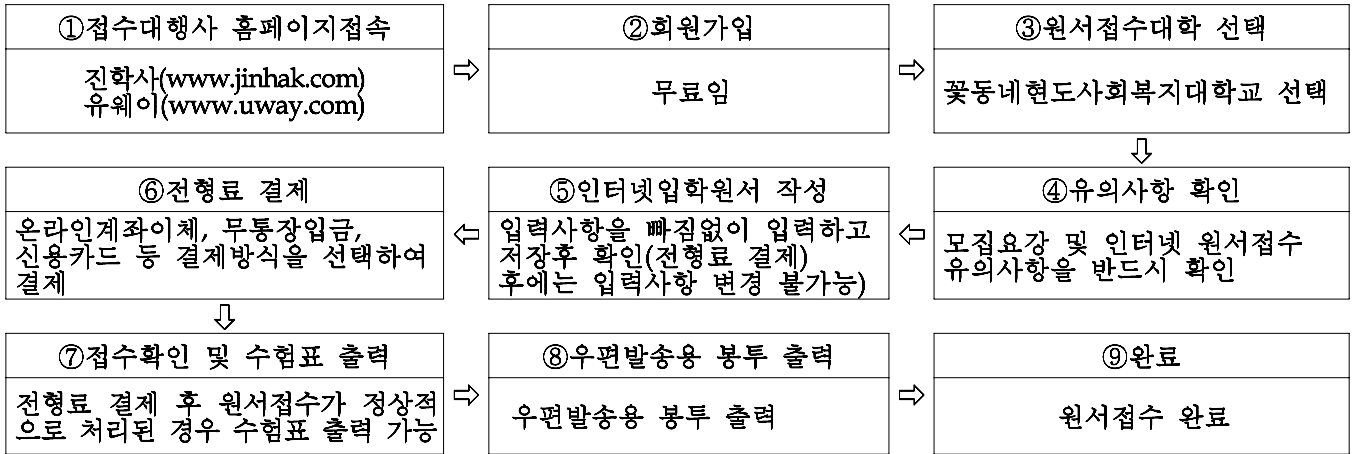 ①접수대행사 홈페이지접속
진학사(www.jinhak.com)
유웨이(www.uway.com)
②회원가입
무료임
③원서접수대학 선택
꽃동네현도사회복지대학교 선택
④유의사항 확인
모집요강 및 인터넷 원서접수
유의사항을 반드시 확인
⑤인터넷입학원서 작성
입력사항을 빠짐없이 입력하고
저장후 확인(전형료 결제)
후에는 입력사항 변경 불가능)
⑥전형료 결제
온라인계좌이체, 무통장입금,
신용카드 등 결제방식을 선택하여
결제
⑦접수확인 및 수험표 출력
전형료 결제 후 원서접수가 정상적
으로 처리된 경우 수험표 출력 가능
⑧우편발송용 봉투 출력
우편발송용 봉투 출력
⑨완료
원서접수 완료